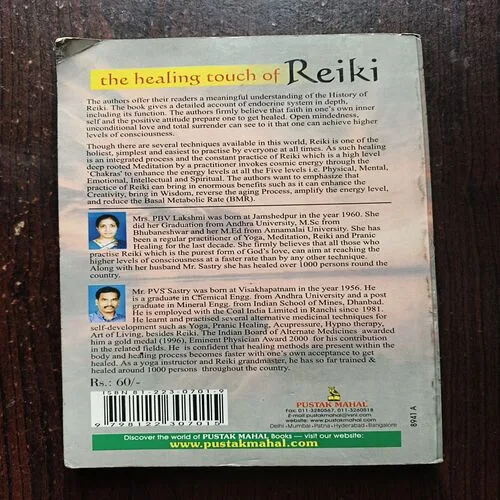 the healing touch of Reiki
The authors offer their readers a meaningful understanding of the History of
Reiki. The book gives a detailed account of endocrine system in depth,
including its function. The authors firmly believe that faith in one's own inner
self and the positive attitude prepare one to get healed. Open mindedness,
unconditional love and total surrender can see to it that one can achieve higher
levels of consciousness.
Though there are several techniques available in this world, Reiki is one of the
holiest, simplest and easiest to practise by everyone at all times. As such healing
is an integrated process and the constant practice of Reiki which is a high level
deep rooted Meditation by a practitioner invokes cosmic energy through the
'Chakras' to enhance the energy levels at all the Five levels i.e. Physical, Mental,
Emotional, Intellectual and Spiritual. The authors want to emphasize that
practice of Reiki can bring in enormous benefits such as it can enhance the
Creativity, bring in Wisdom, reverse the aging Process, amplify the energy level,
and reduce the Basal Metabolic Rate (BMR).
Mrs. PBV Lakshmi was born at Jamshedpur in the year 1960. She
did her Graduation from Andhra University, M.Sc from
Bhubaneshwar and her M.Ed from Annamalai University. She has
been a regular practitioner of Yoga, Meditation, Reiki and Pranic
Healing for the last decade. She firmly believes that all those who
practise Reiki which is the purest form of God's love, can aim at reaching the
higher levels of consciousness at a faster rate than by any other technique.
Along with her husband Mr. Sastry she has healed over 1000 persons round the
country.
Mr. PVS Sastry was born at Visakhapatnam in the year 1956. He
is a graduate in Chemical Engg. from Andhra University and a post
graduate in Mineral Engg. from Indian School of Mines, Dhanbad.
He is employed with the Coal India Limited in Ranchi since 1981.
He learnt and practised several alternative medicinal techniques for
self-development such as Yoga, Pranic Healing, Acupressure, Hypno therapy,
Art of Living, besides Reiki. The Indian Board of Alternate Medicines awarded
him a gold medal (1996), Eminent Physician Award 2000 for his contribution
in the related fields. He is confident that healing methods are present within the
body and healing process becomes faster with one's own acceptance to get
healed. As a yoga instructor and Reiki grandmaster, he has so far trained &
healed around 1000 persons throughout the country.
Rs.: 60/-
ISBN 81-223-0701-9
9 788122 307016
PUSTAK MAHAL
Fax: 011-3280567, 011-3260518
E-mail: pustakmahal@vsnl.com
website: www.pustakmahal.com
Delhi • Mumbai • Patna • Hyderabad • Bangalore
8941 A
Discover the world of PUSTAK MAHAL Books — visit our website:
www.pustakmahal.com